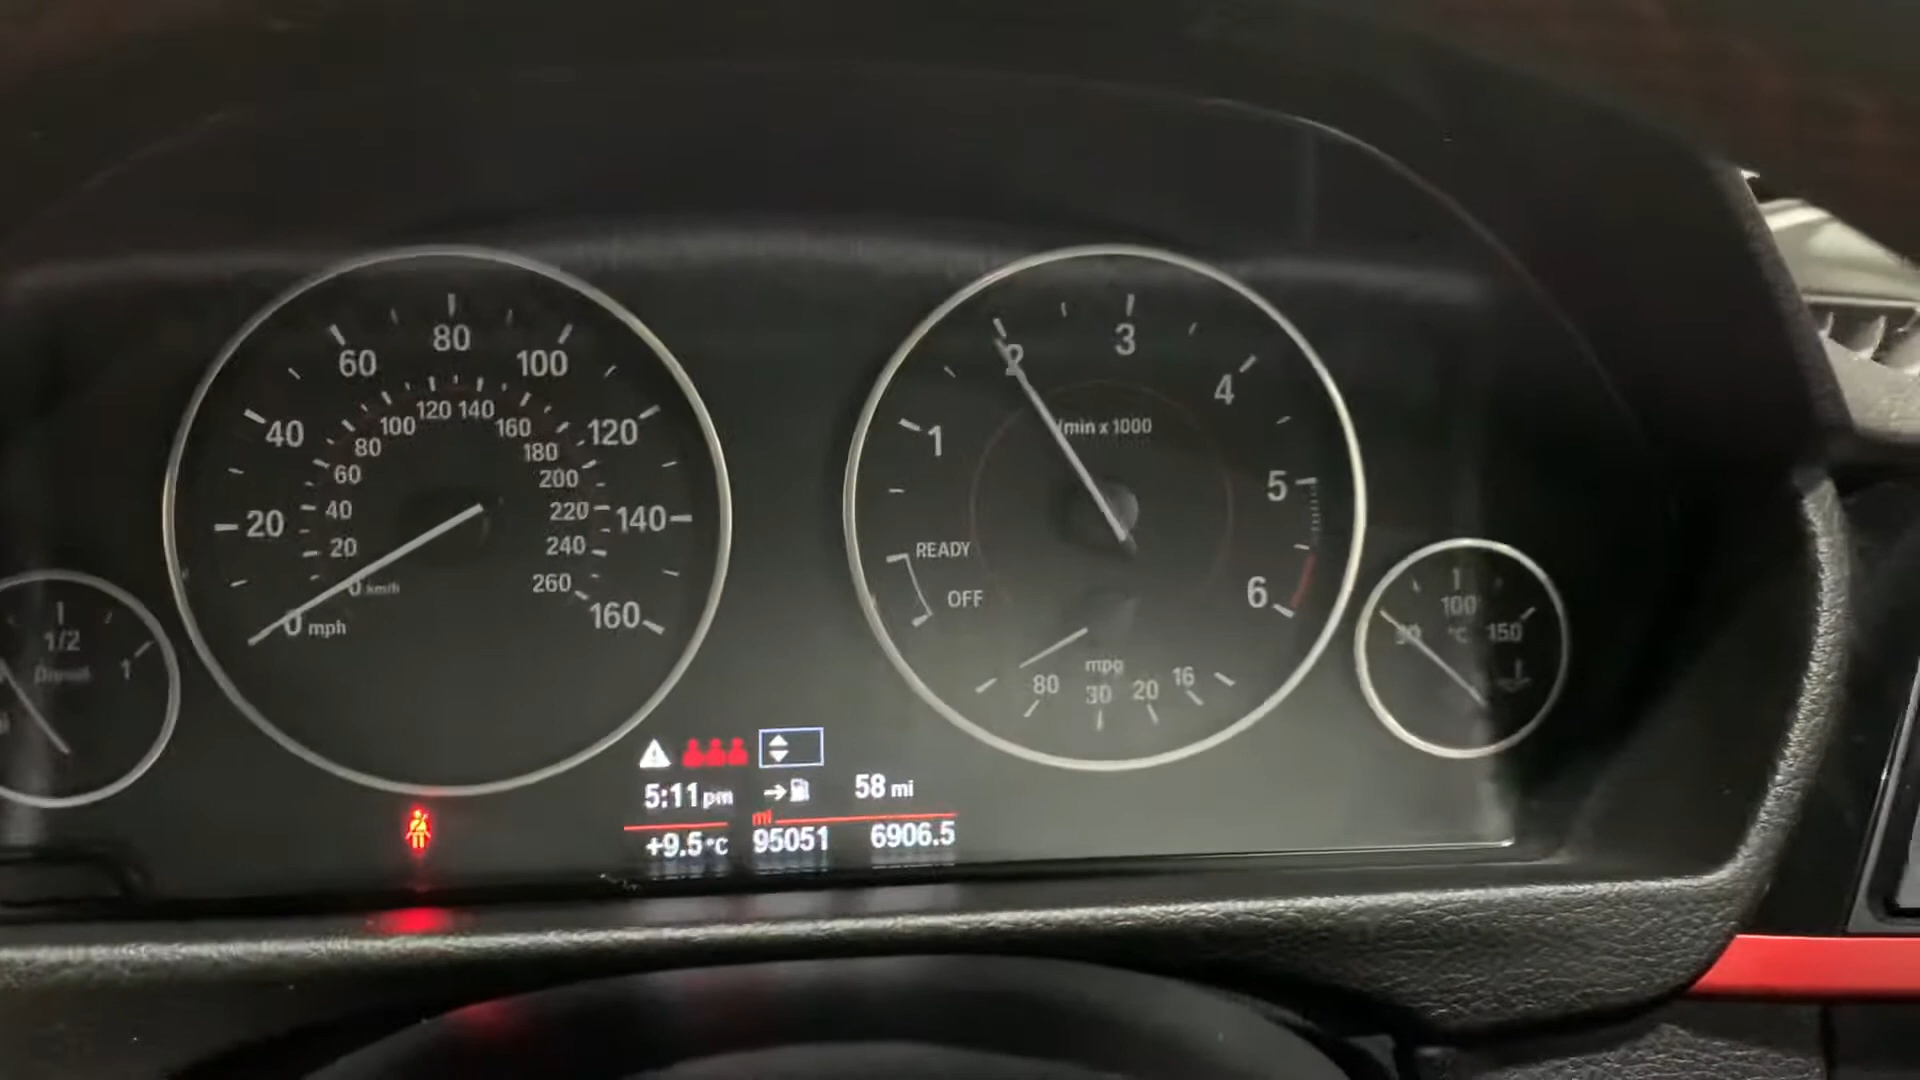 80
60 100
40 120
20 140
0 mph 160
120 140
100 160
80 180
60 200
40 220
20 240
0 km/h 260
3
2 4
1 /min x 1000
5
READY
OFF 6
mpg
80 30 20 16
1/2
1
100
°C 150
5:11 pm 58 mi
mi
+9.5°C 95051 6906.5